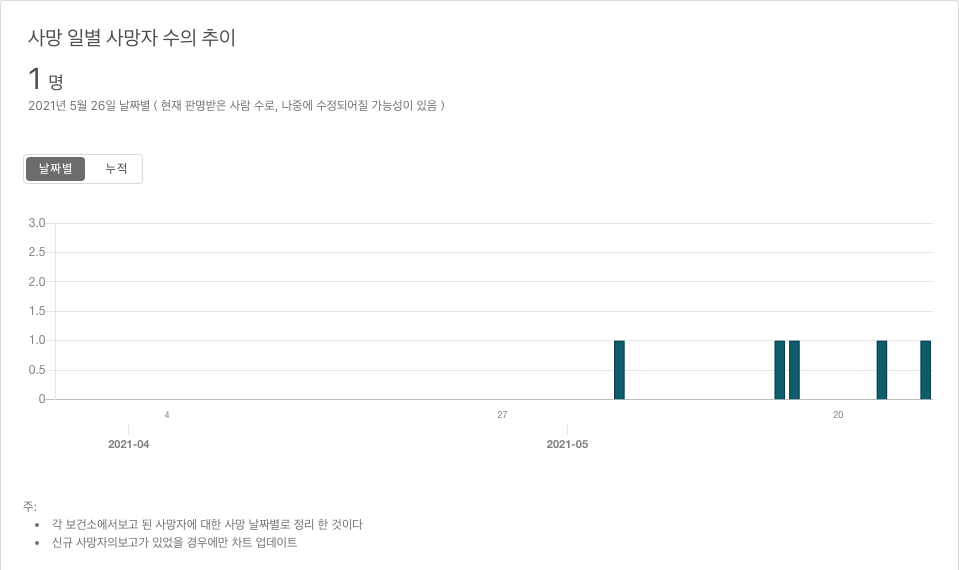 사망 일별 사망자 수의 추이
1 명
2021년 5월 26일 날짜별 ( 현재 판명받은 사람 수로, 나중에 수정되어질 가능성이 있음 )
날짜별 누적
3.0
2.5
2.0
1.5
1.0
0.5
0
4 27 20
2021-04 2021-05
주:
• 각 보건소에서보고 된 사망자에 대한 사망 날짜별로 정리 한 것이다
• 신규 사망자의보고가 있었을 경우에만 차트 업데이트